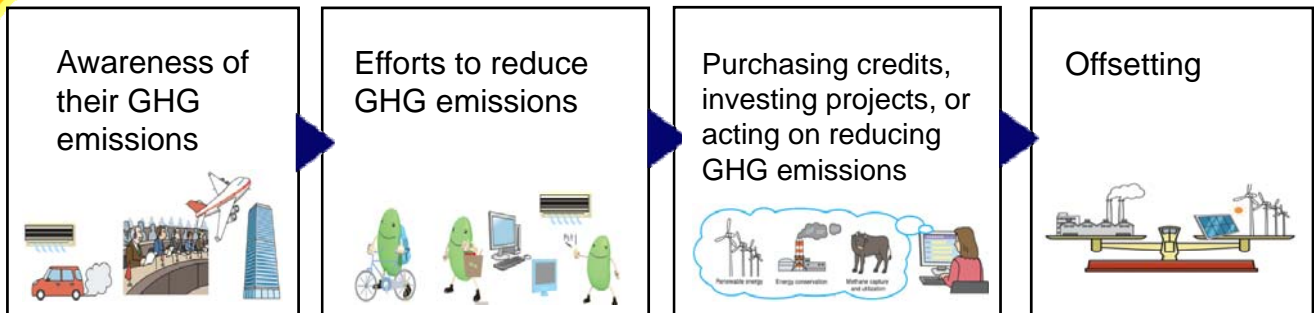 Awareness of
their GHG
emissions
Efforts to reduce
GHG emissions
Purchasing credits,
investing projects, or
acting on reducing
GHG emissions
Renewable energy
Energy conservation
Methane capture
and utilization
Offsetting